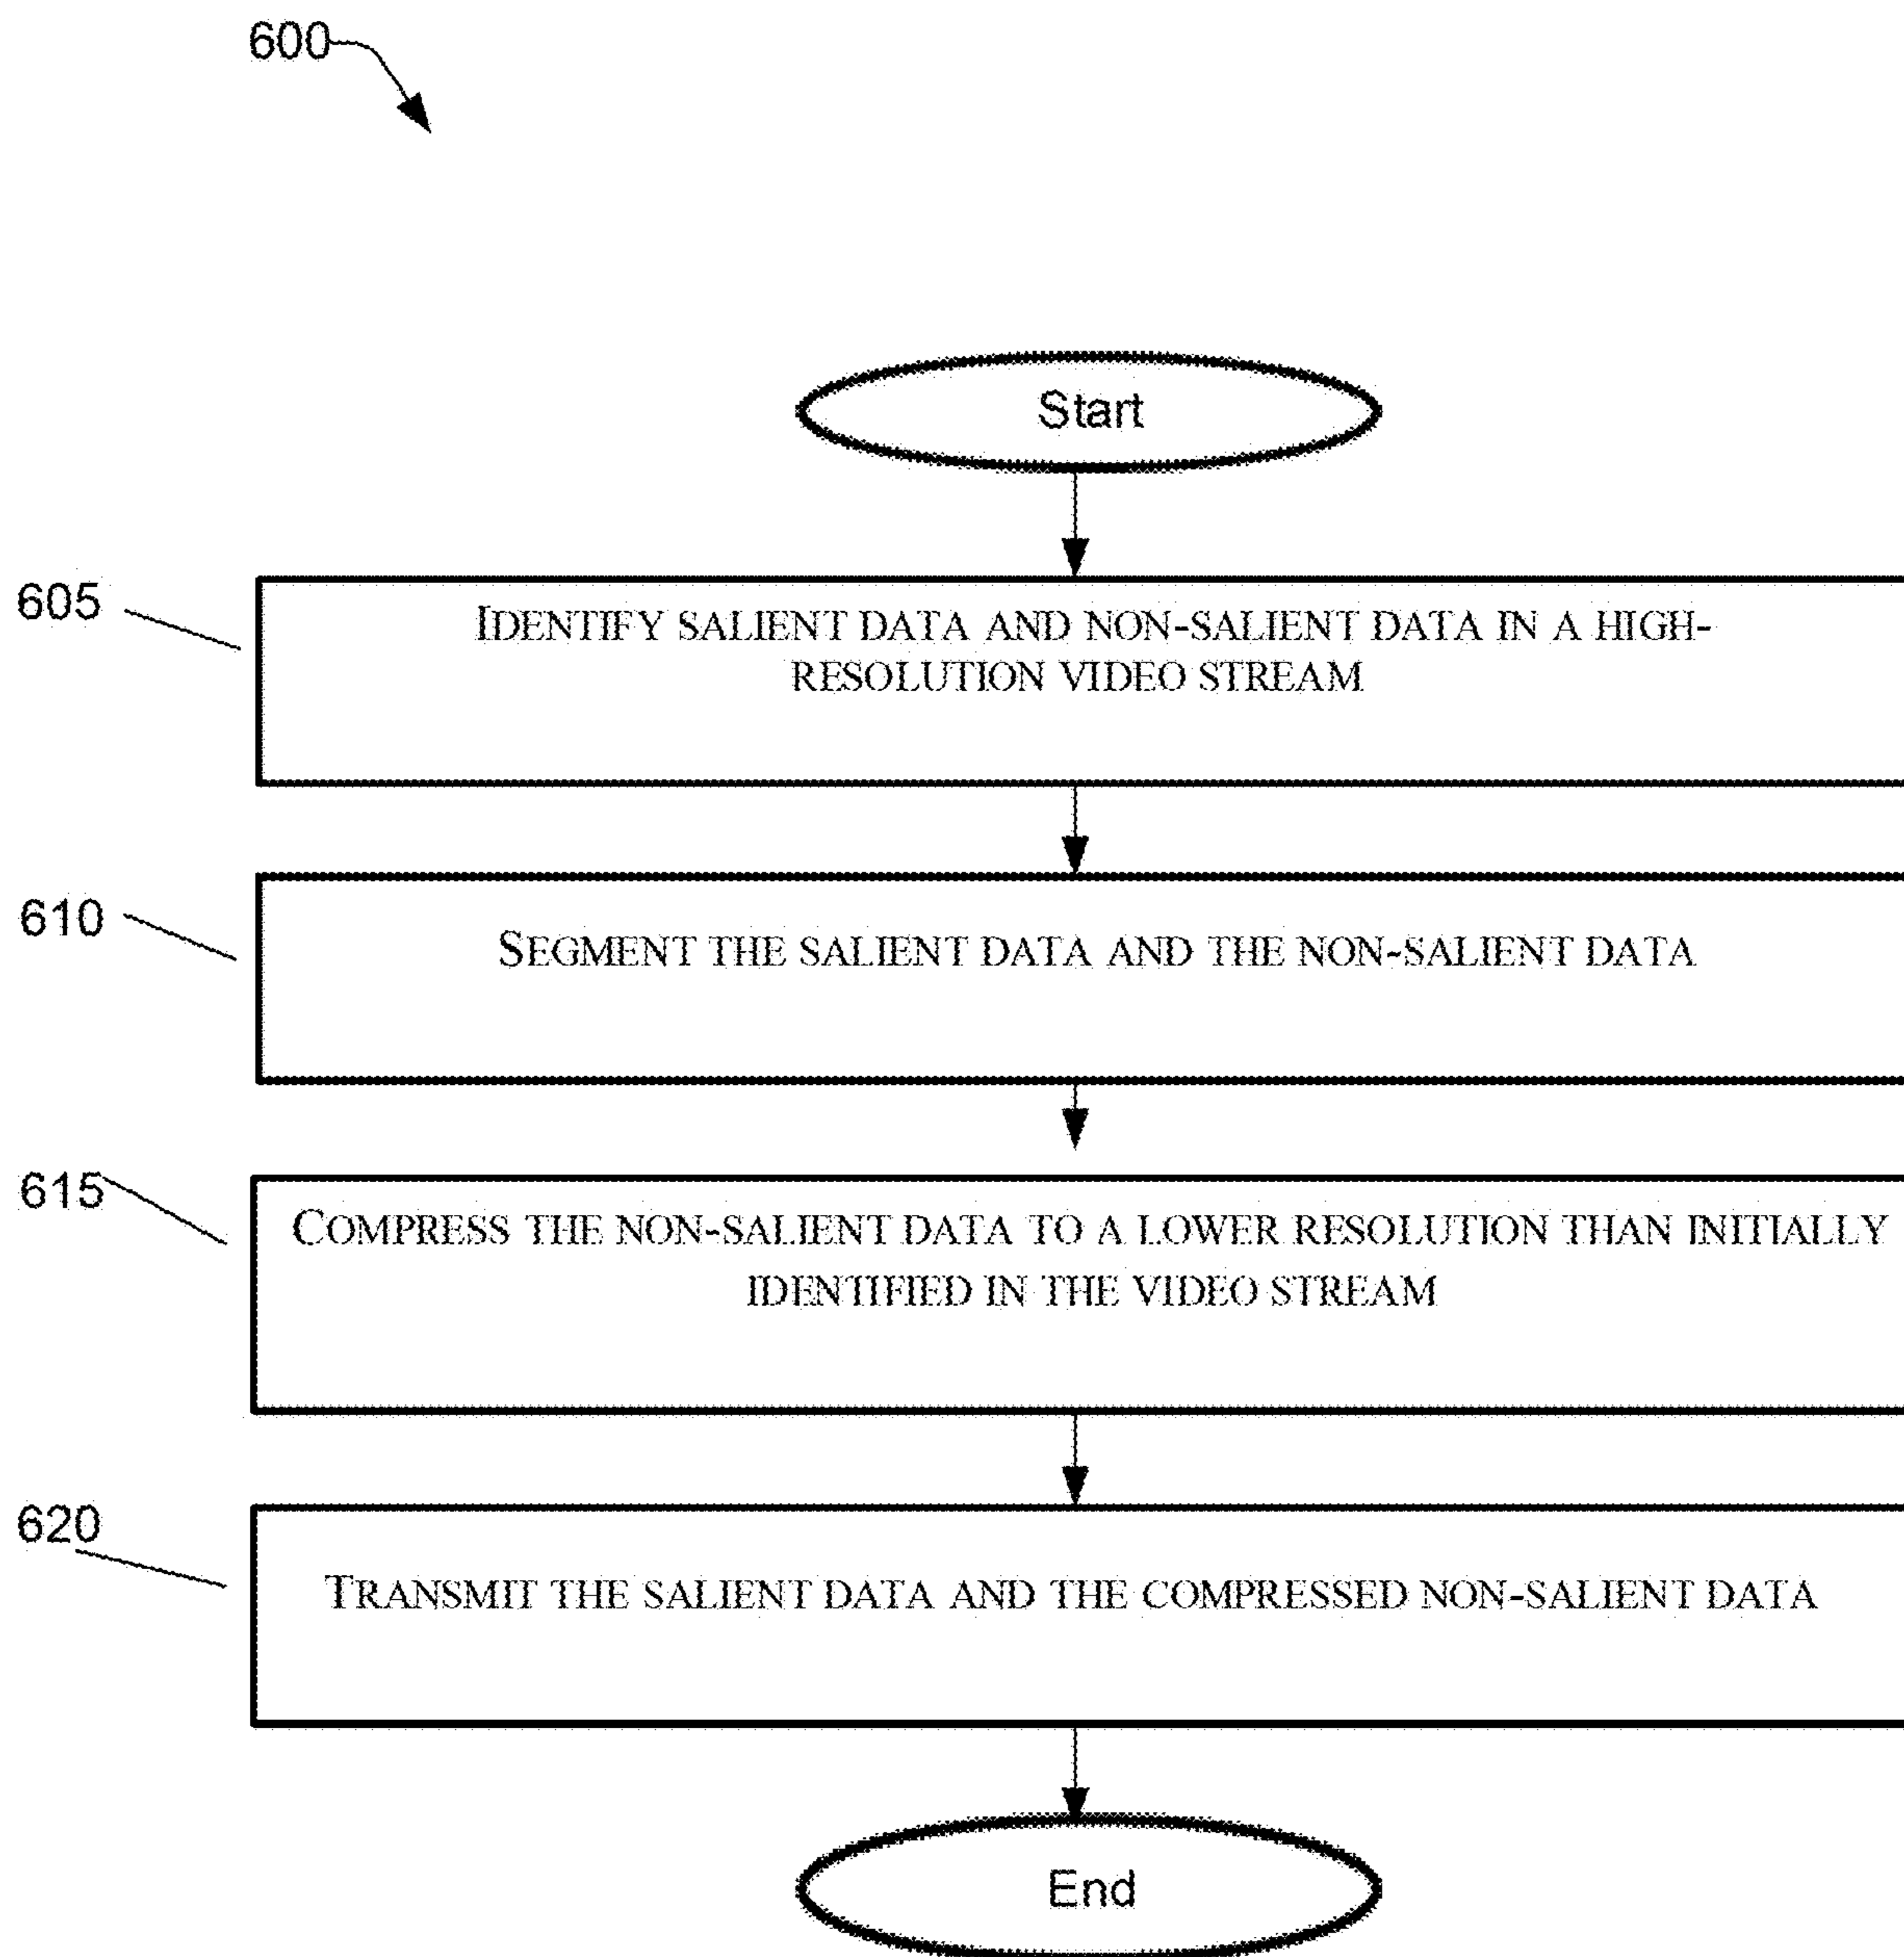 600
Start
605
IDENTIFY SALIENT DATA AND NON-SALIENT DATA IN A HIGH-
RESOLUTION VIDEO STREAM
610
SEGMENT THE SALIENT DATA AND THE NON-SALIENT DATA
615
COMPRESS THE NON-SALIENT DATA TO A LOWER RESOLUTION THAN INITIALLY
IDENTIFIED IN THE VIDEO STREAM
620
TRANSMIT THE SALIENT DATA AND THE COMPRESSED NON-SALIENT DATA
End